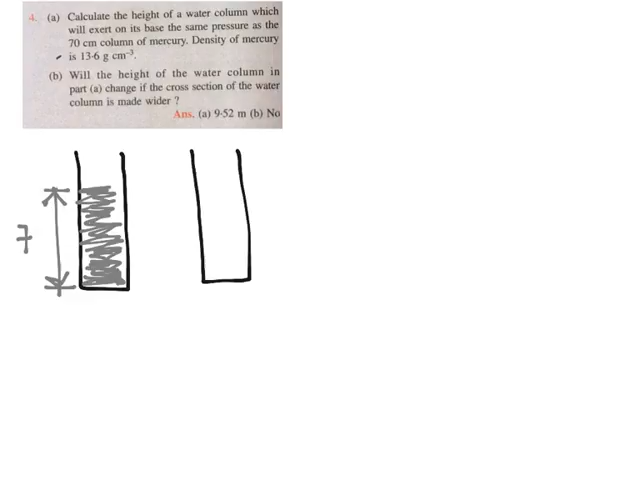 4. (a) Calculate the height of a water column which
will exert on its base the same pressure as the
70 cm column of mercury. Density of mercury
is 13·6 g cm⁻³.
(b) Will the height of the water column in
part (a) change if the cross section of the water
column is made wider ?
Ans. (a) 9·52 m (b) No
7